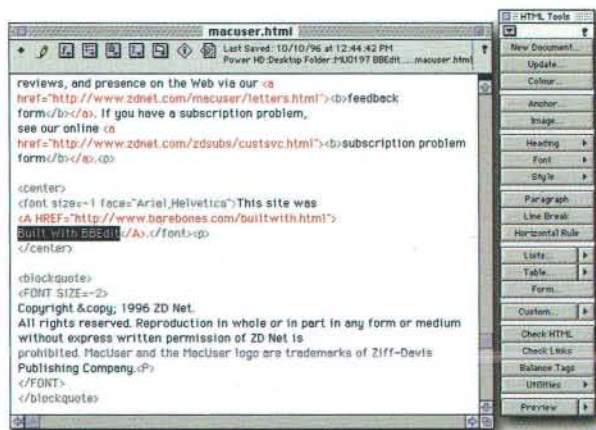 macuser.html
Last Saved: 10/10/96 at 12:44:42 PM
Power HD:Desktop Folder:MU0197 BBEdit ... macuser.html
reviews, and presence on the Web via our <a
href="http://www.zdnet.com/macuser/letters.html"><b>feedback
form</b></a>. If you have a subscription problem,
see our online <a
href="http://www.zdnet.com/zdsubs/custsvc.html"><b>subscription problem
form</b></a>.<p>
<center>
<font size=-1 face="Ariel,Helvetica">This site was
<A HREF="http://www.barebones.com/builtwith.html">
Built With BBEdit</A>.</font><p>
</center>
<blockquote>
<FONT SIZE=-2>
Copyright &copy; 1996 ZD Net.
All rights reserved. Reproduction in whole or in part in any form or medium
without express written permission of ZD Net is
prohibited. MacUser and the MacUser logo are trademarks of Ziff-Davis
Publishing Company.<P>
</FONT>
</blockquote>
HTML Tools
New Document...
Update...
Colour...
Anchor...
Image...
Heading
Font
Style
Paragraph
Line Break
Horizontal Rule
Lists...
Table...
Form...
Custom...
Check HTML
Check Links
Balance Tags
Utilities
Preview